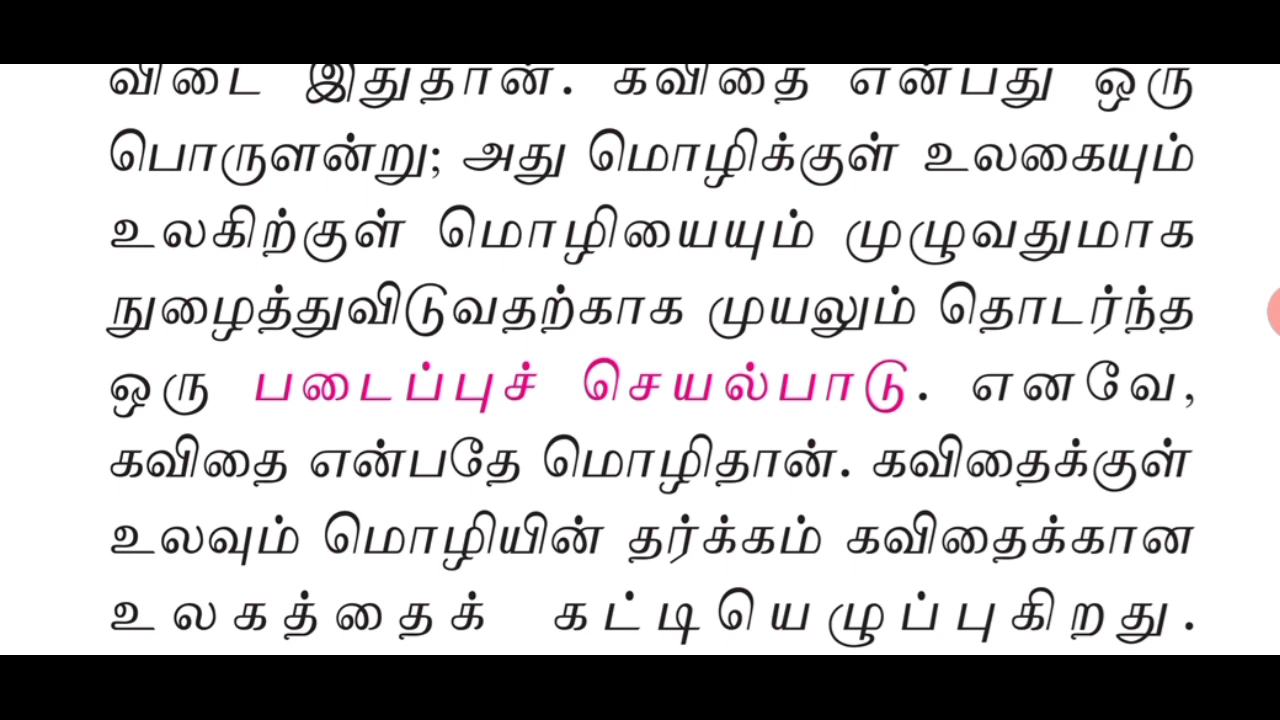 விடை இதுதான். கவிதை என்பது ஒரு
பொருளன்று; அது மொழிக்குள் உலகையும்
உலகிற்குள் மொழியையும் முழுவதுமாக
நுழைத்துவிடுவதற்காக முயலும் தொடர்ந்த
ஒரு படைப்புச் செயல்பாடு. எனவே,
கவிதை என்பதே மொழிதான். கவிதைக்குள்
உலவும் மொழியின் தர்க்கம் கவிதைக்கான
உலகத்தைக் கட்டியெழுப்புகிறது.